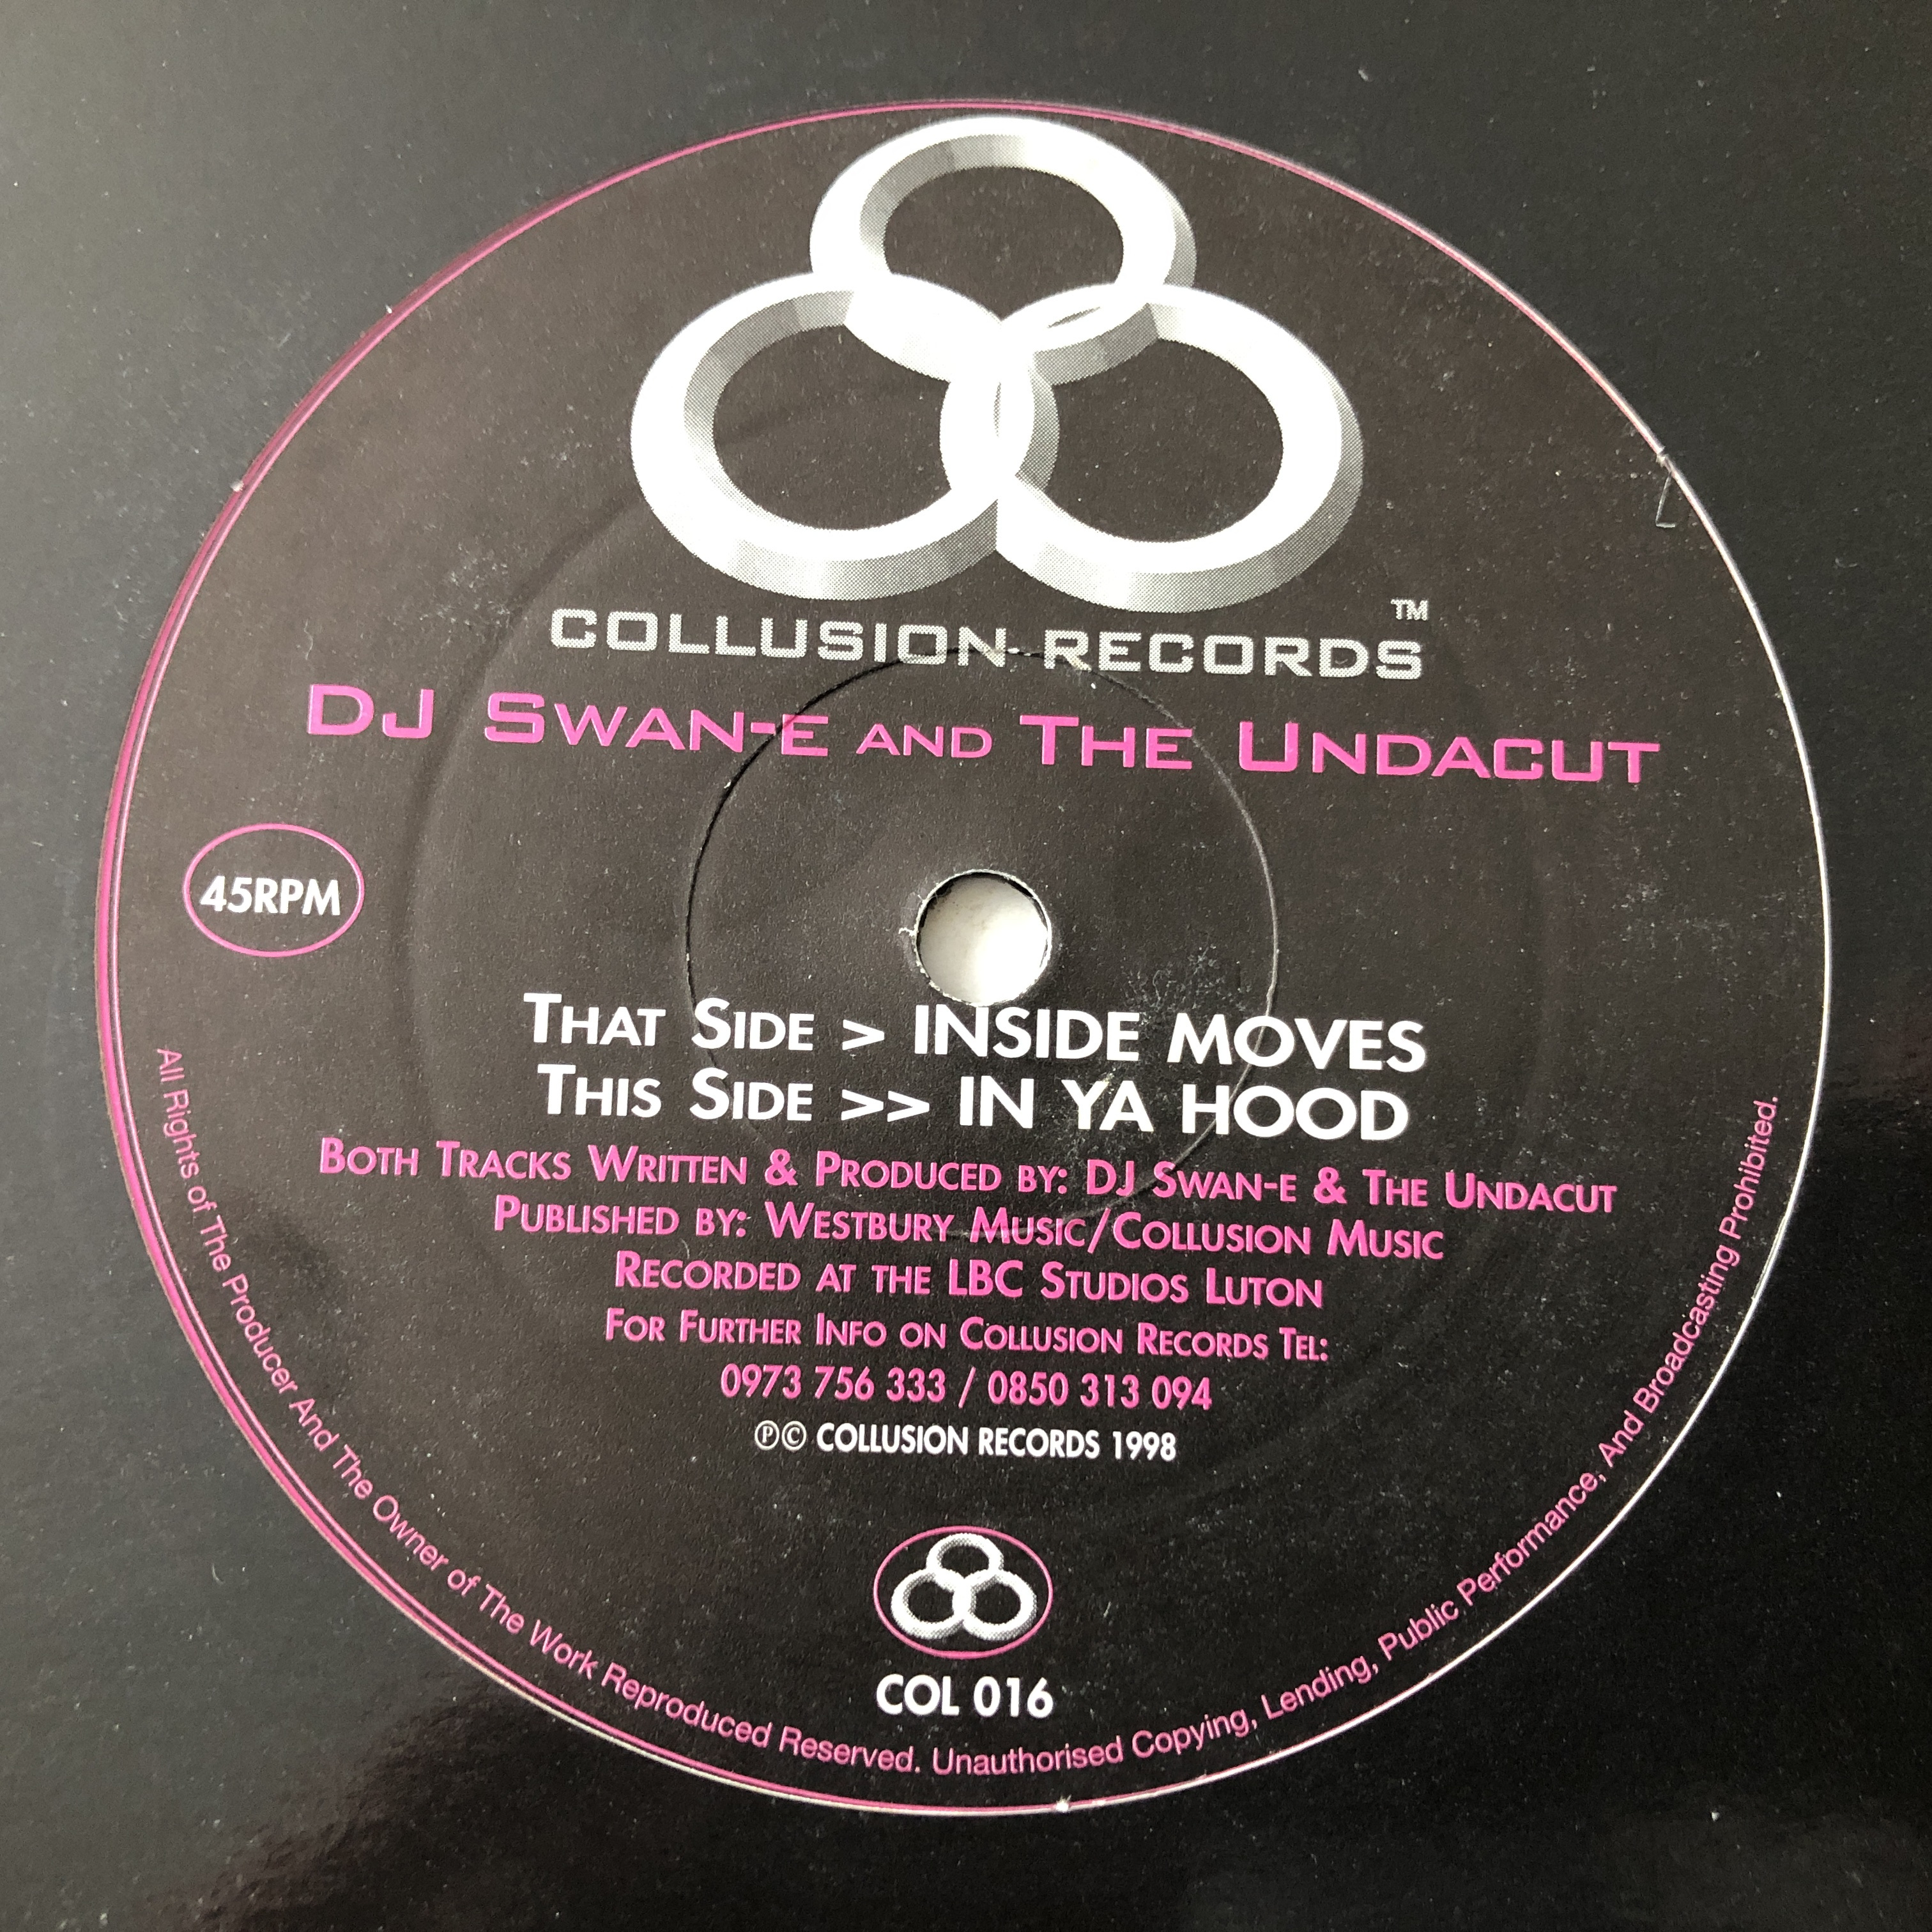 COLLUSION RECORDS™
DJ SWAN-E AND THE UNDACUT
45RPM
THAT SIDE > INSIDE MOVES
THIS SIDE >> IN YA HOOD
BOTH TRACKS WRITTEN & PRODUCED BY: DJ SWAN-E & THE UNDACUT
PUBLISHED BY: WESTBURY MUSIC/COLLUSION MUSIC
RECORDED AT THE LBC STUDIOS LUTON
FOR FURTHER INFO ON COLLUSION RECORDS TEL:
0973 756 333 / 0850 313 094
℗© COLLUSION RECORDS 1998
COL 016
All Rights of The Producer And The Owner of The Work Reproduced Reserved. Unauthorised Copying, Lending, Public Performance, And Broadcasting Prohibited.